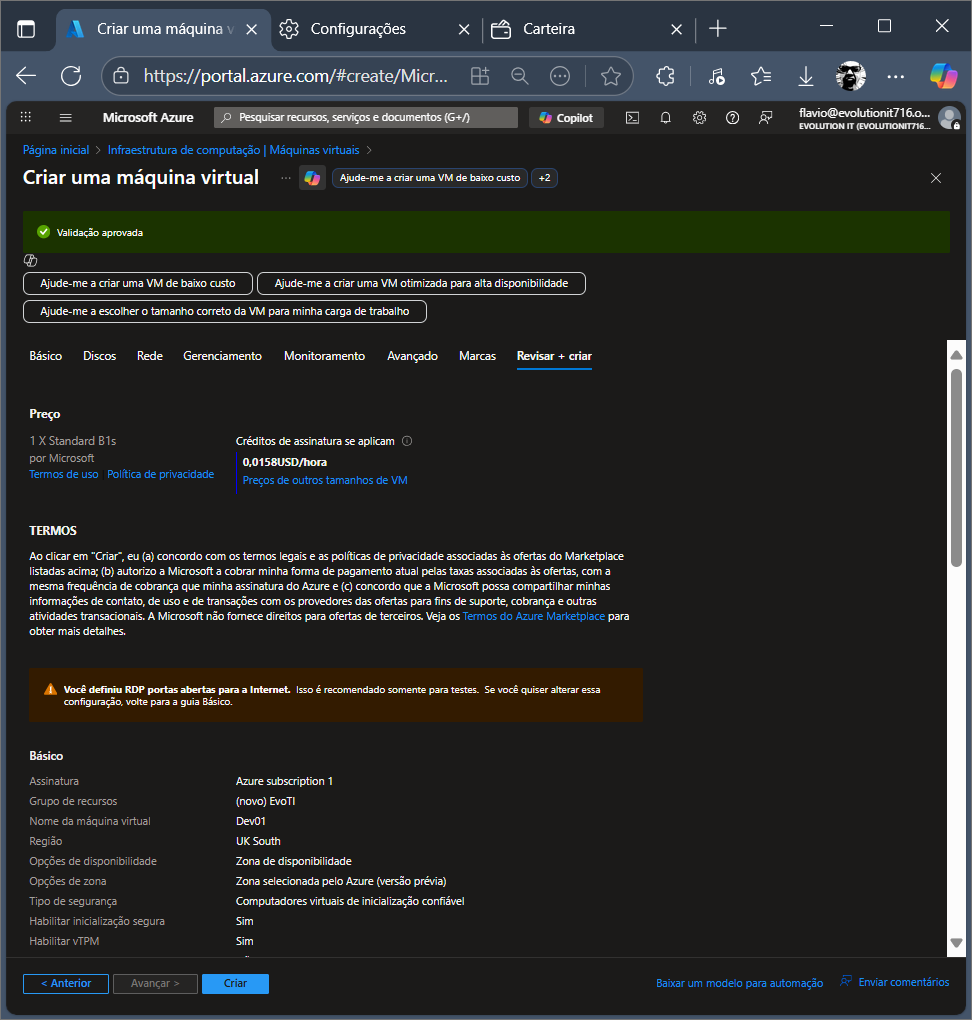 Criar uma máquina v
Configurações
Carteira
https://portal.azure.com/#create/Micr...
Microsoft Azure
Pesquisar recursos, serviços e documentos (G+/)
Copilot
flavio@evolutionit716.o...
EVOLUTION IT (EVOLUTIONIT716...
Página inicial > Infraestrutura de computação | Máquinas virtuais >
Criar uma máquina virtual
...
Ajude-me a criar uma VM de baixo custo
+2
Validação aprovada
Ajude-me a criar uma VM de baixo custo
Ajude-me a criar uma VM otimizada para alta disponibilidade
Ajude-me a escolher o tamanho correto da VM para minha carga de trabalho
Básico Discos Rede Gerenciamento Monitoramento Avançado Marcas Revisar + criar
Preço
1 X Standard B1s
por Microsoft
Termos de uso Política de privacidade
Créditos de assinatura se aplicam
0,0158USD/hora
Preços de outros tamanhos de VM
TERMOS
Ao clicar em "Criar", eu (a) concordo com os termos legais e as políticas de privacidade associadas às ofertas do Marketplace
listadas acima; (b) autorizo a Microsoft a cobrar minha forma de pagamento atual pelas taxas associadas às ofertas, com a
mesma frequência de cobrança que minha assinatura do Azure e (c) concordo que a Microsoft possa compartilhar minhas
informações de contato, de uso e de transações com os provedores das ofertas para fins de suporte, cobrança e outras
atividades transacionais. A Microsoft não fornece direitos para ofertas de terceiros. Veja os Termos do Azure Marketplace para
obter mais detalhes.
Você definiu RDP portas abertas para a Internet. Isso é recomendado somente para testes. Se você quiser alterar essa
configuração, volte para a guia Básico.
Básico
Assinatura Azure subscription 1
Grupo de recursos (novo) EvoTI
Nome da máquina virtual Dev01
Região UK South
Opções de disponibilidade Zona de disponibilidade
Opções de zona Zona selecionada pelo Azure (versão prévia)
Tipo de segurança Computadores virtuais de inicialização confiável
Habilitar inicialização segura Sim
Habilitar vTPM Sim
< Anterior
Avançar >
Criar
Baixar um modelo para automação
Enviar comentários